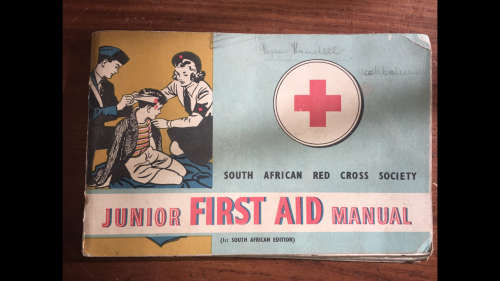 SOUTH AFRICAN RED CROSS SOCIETY
JUNIOR FIRST AID MANUAL
(1st SOUTH AFRICAN EDITION)